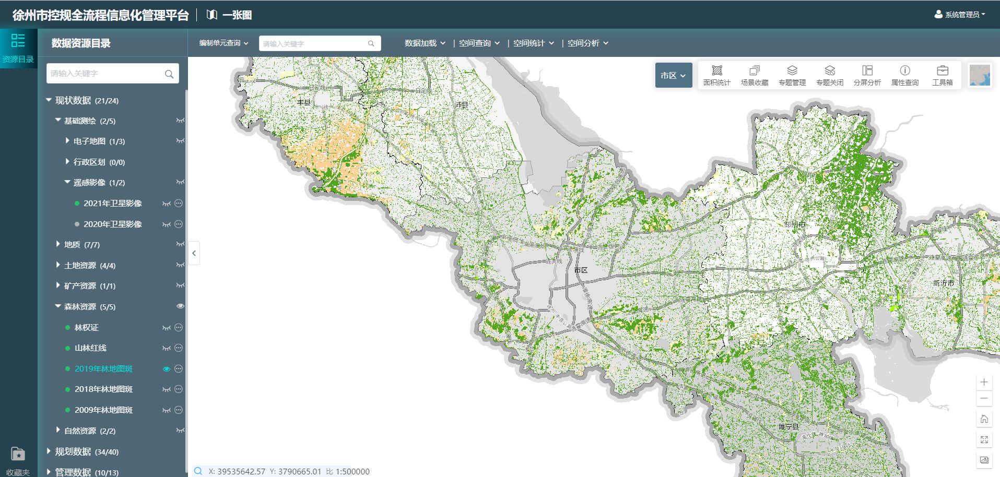 徐州市控规全流程信息化管理平台
一张图
系统管理员
资源目录
数据资源目录
编制单元查询
请输入关键字
数据加载
空间查询
空间统计
空间分析
请输入关键字
市区
面积统计
场景收藏
专题管理
专题关闭
分屏分析
属性查询
工具箱
现状数据 (21/24)
基础测绘 (2/5)
电子地图 (1/3)
行政区划 (0/0)
遥感影像 (1/2)
2021年卫星影像
2020年卫星影像
地质 (7/7)
土地资源 (4/4)
矿产资源 (1/1)
森林资源 (5/5)
林权证
山林红线
2019年林地图斑
2018年林地图斑
2009年林地图斑
自然资源 (2/2)
规划数据 (34/40)
管理数据 (10/13)
收藏夹
丰县
沛县
邳州市
市区
新沂市
睢宁县
X: 39535642.57 Y: 3790665.01 比 1:500000